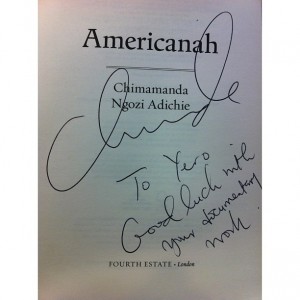 Americanah
Chimamanda
Ngozi Adichie
To Yero
Good luck with
your documentary
work.
FOURTH ESTATE • London